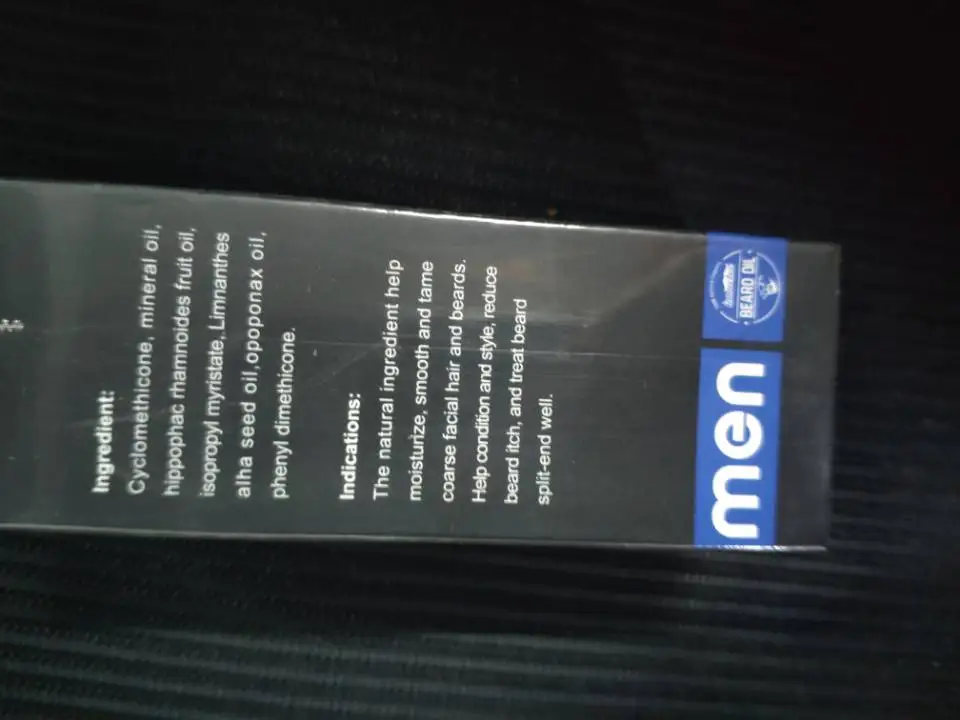 Ingredient:
Cyclomethicone, mineral oil,
hippophac rhamnoides fruit oil,
isopropyl myristate, Limnanthes
alha seed oil,opoponax oil,
phenyl dimethicone.
Indications:
The natural ingredient help
moisturize, smooth and tame
coarse facial hair and beards.
Help condition and style, reduce
beard itch, and treat beard
split-end well.
men
BEARD OIL